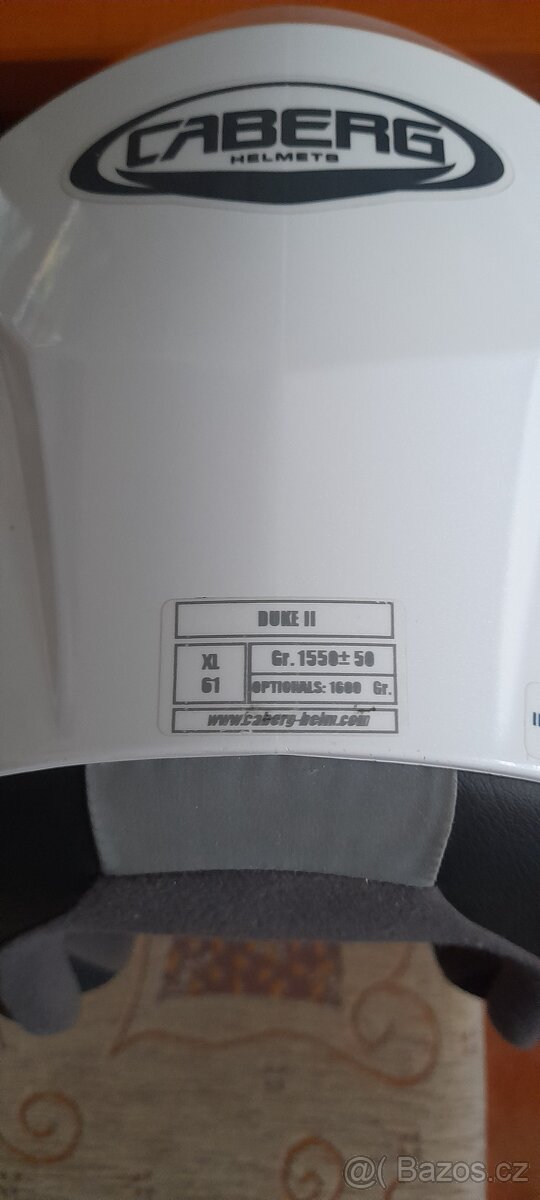 CABERG
HELMETS
DUKE II
XL
61
Gr. 1550± 50
OPTIONALS: 1600 Gr.
www.caberg-helm.com
@( Bazos.cz